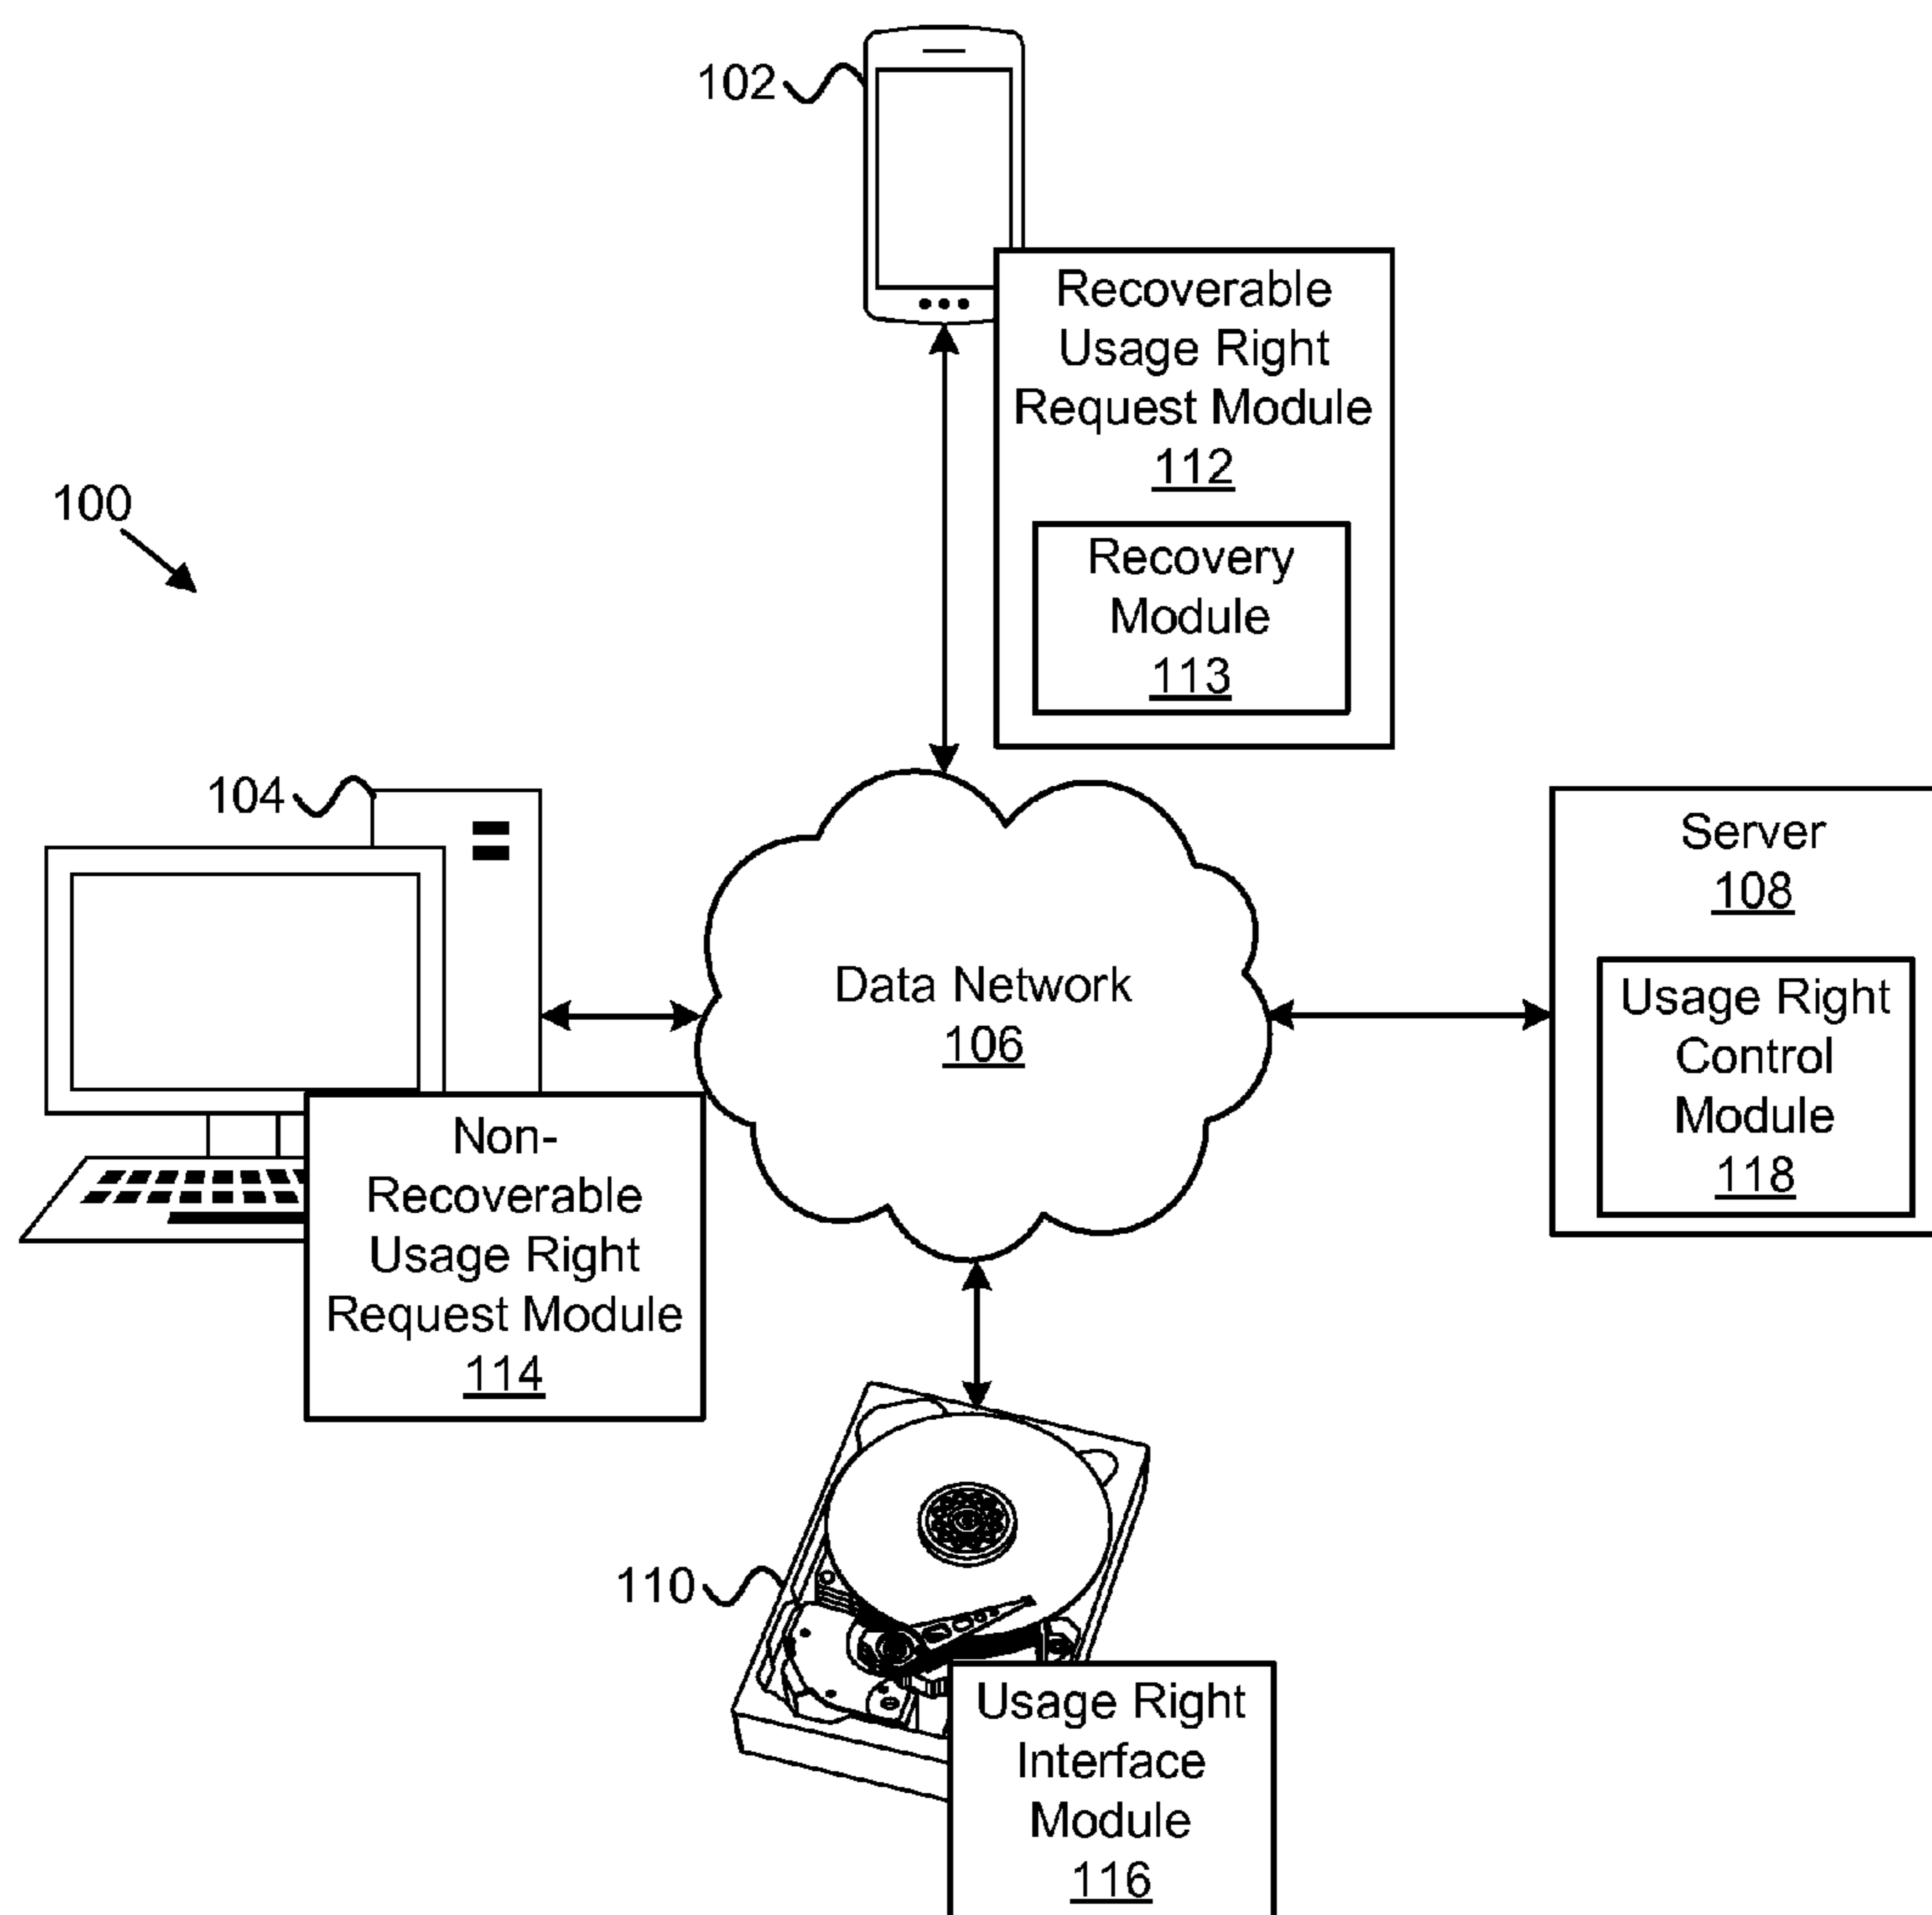 102
Recoverable
Usage Right
Request Module
112
Recovery
Module
113
100
104
Server
108
Usage Right
Control
Module
118
Data Network
106
Non-
Recoverable
Usage Right
Request Module
114
110
Usage Right
Interface
Module
116